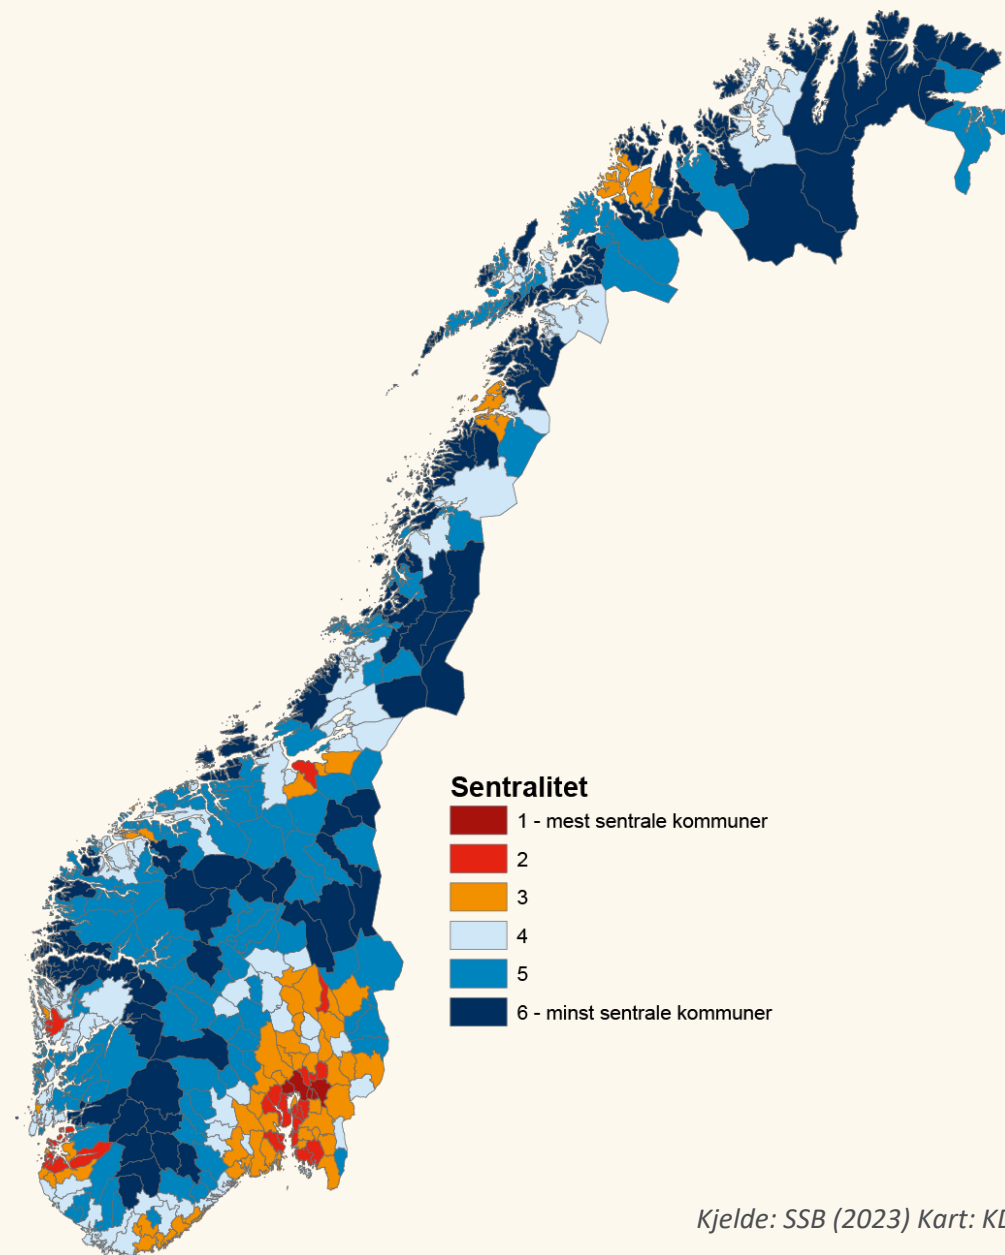 Sentralitet
1 - mest sentrale kommuner
2
3
4
5
6 - minst sentrale kommuner
Kjelde: SSB (2023) Kart: KD